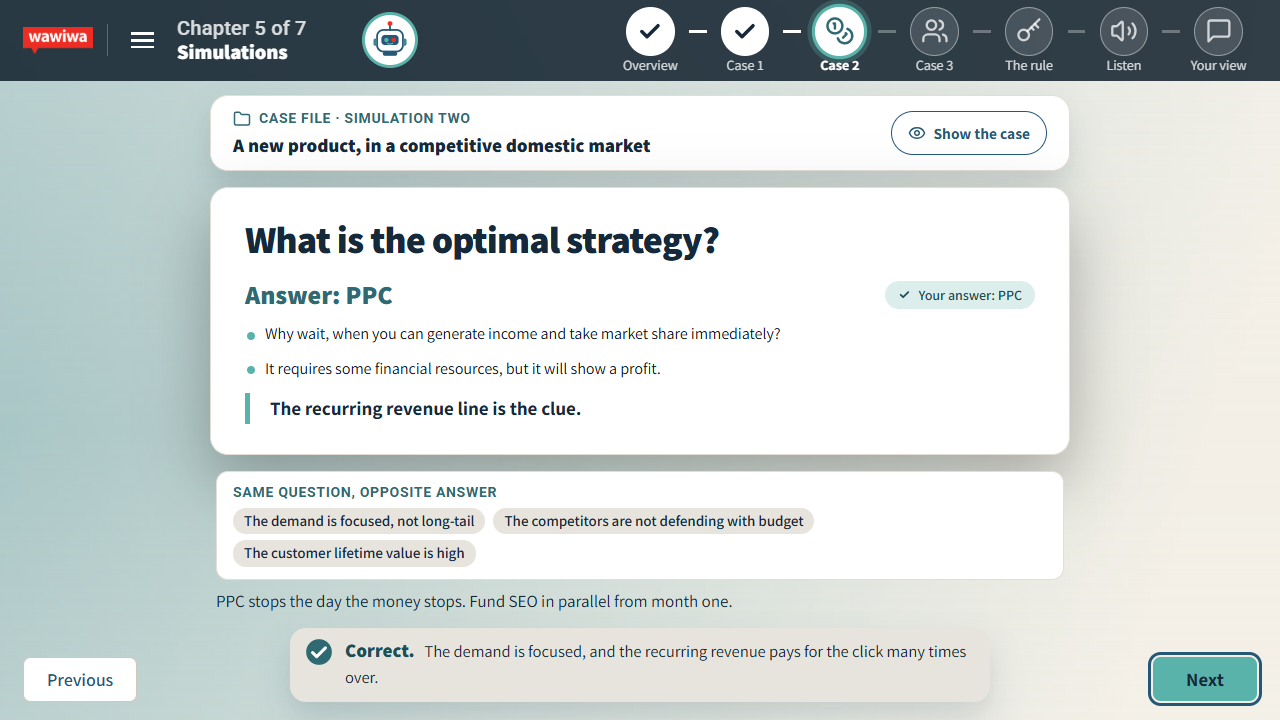 wawiwa
Chapter 5 of 7
Simulations
Overview
Case 1
Case 2
Case 3
The rule
Listen
Your view
CASE FILE · SIMULATION TWO
A new product, in a competitive domestic market
Show the case
What is the optimal strategy?
Answer: PPC
Your answer: PPC
Why wait, when you can generate income and take market share immediately?
It requires some financial resources, but it will show a profit.
The recurring revenue line is the clue.
SAME QUESTION, OPPOSITE ANSWER
The demand is focused, not long-tail
The competitors are not defending with budget
The customer lifetime value is high
PPC stops the day the money stops. Fund SEO in parallel from month one.
Correct. The demand is focused, and the recurring revenue pays for the click many times
over.
Previous
Next